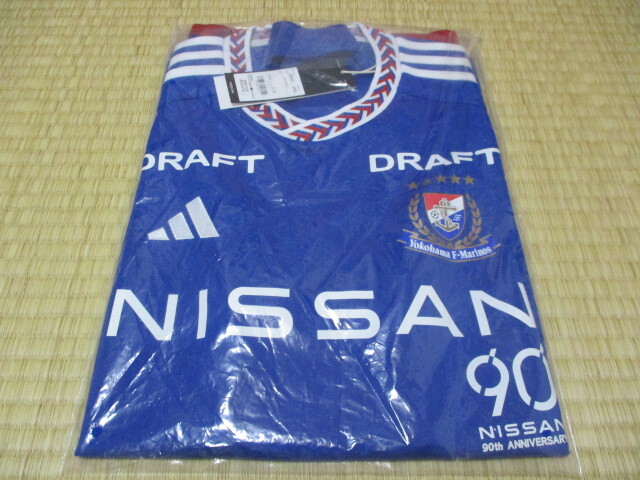 DRAFT DRAFT
Yokohama F·Marinos
NISSAN
90
NISSAN
90th ANNIVERSARY